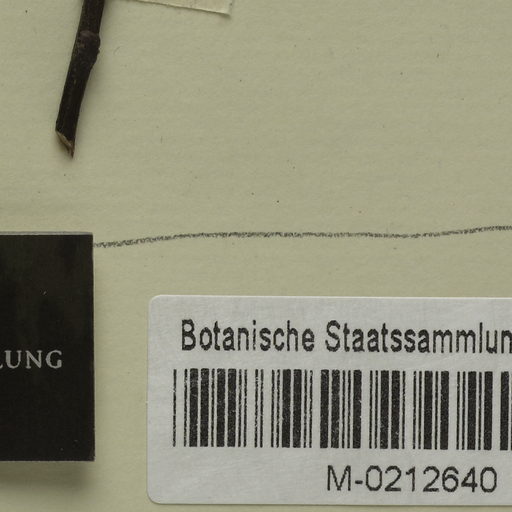 LUNG
Botanische Staatssammlun
M-0212640